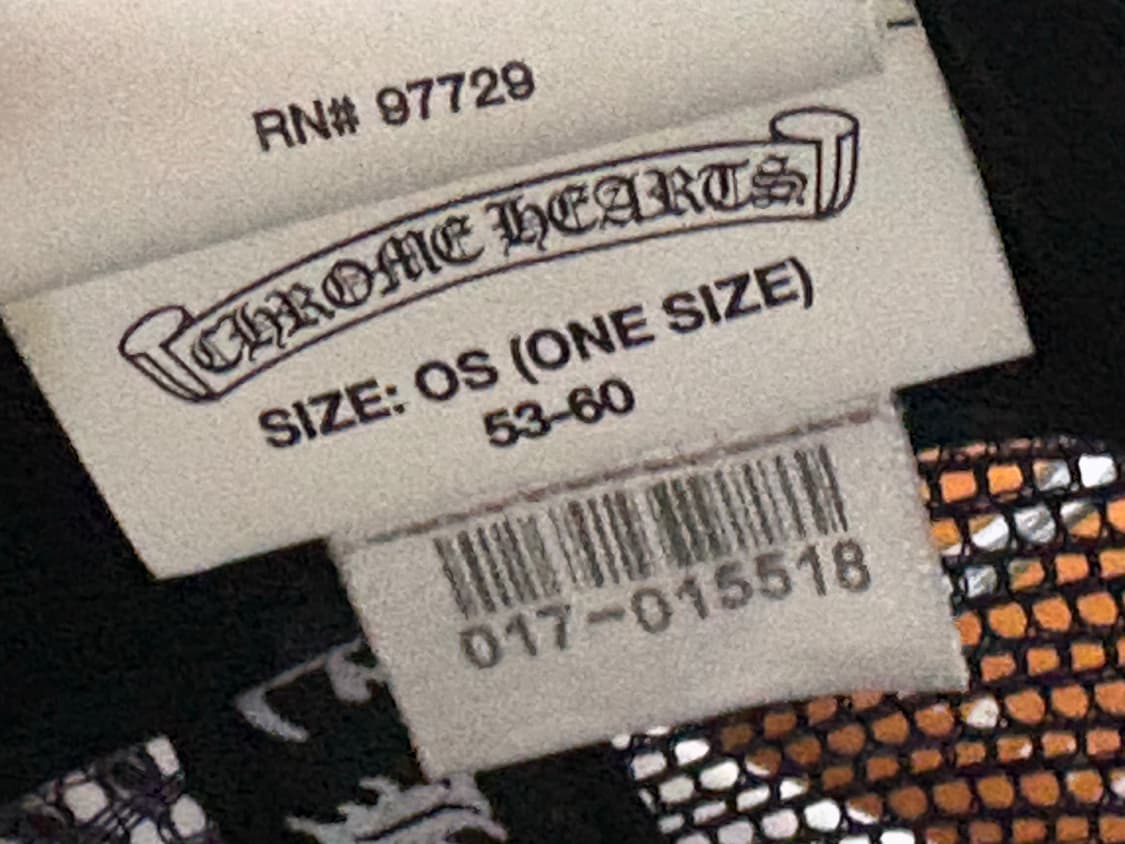 RN# 97729
CHROME HEARTS
SIZE: OS (ONE SIZE)
53-60
017-015518